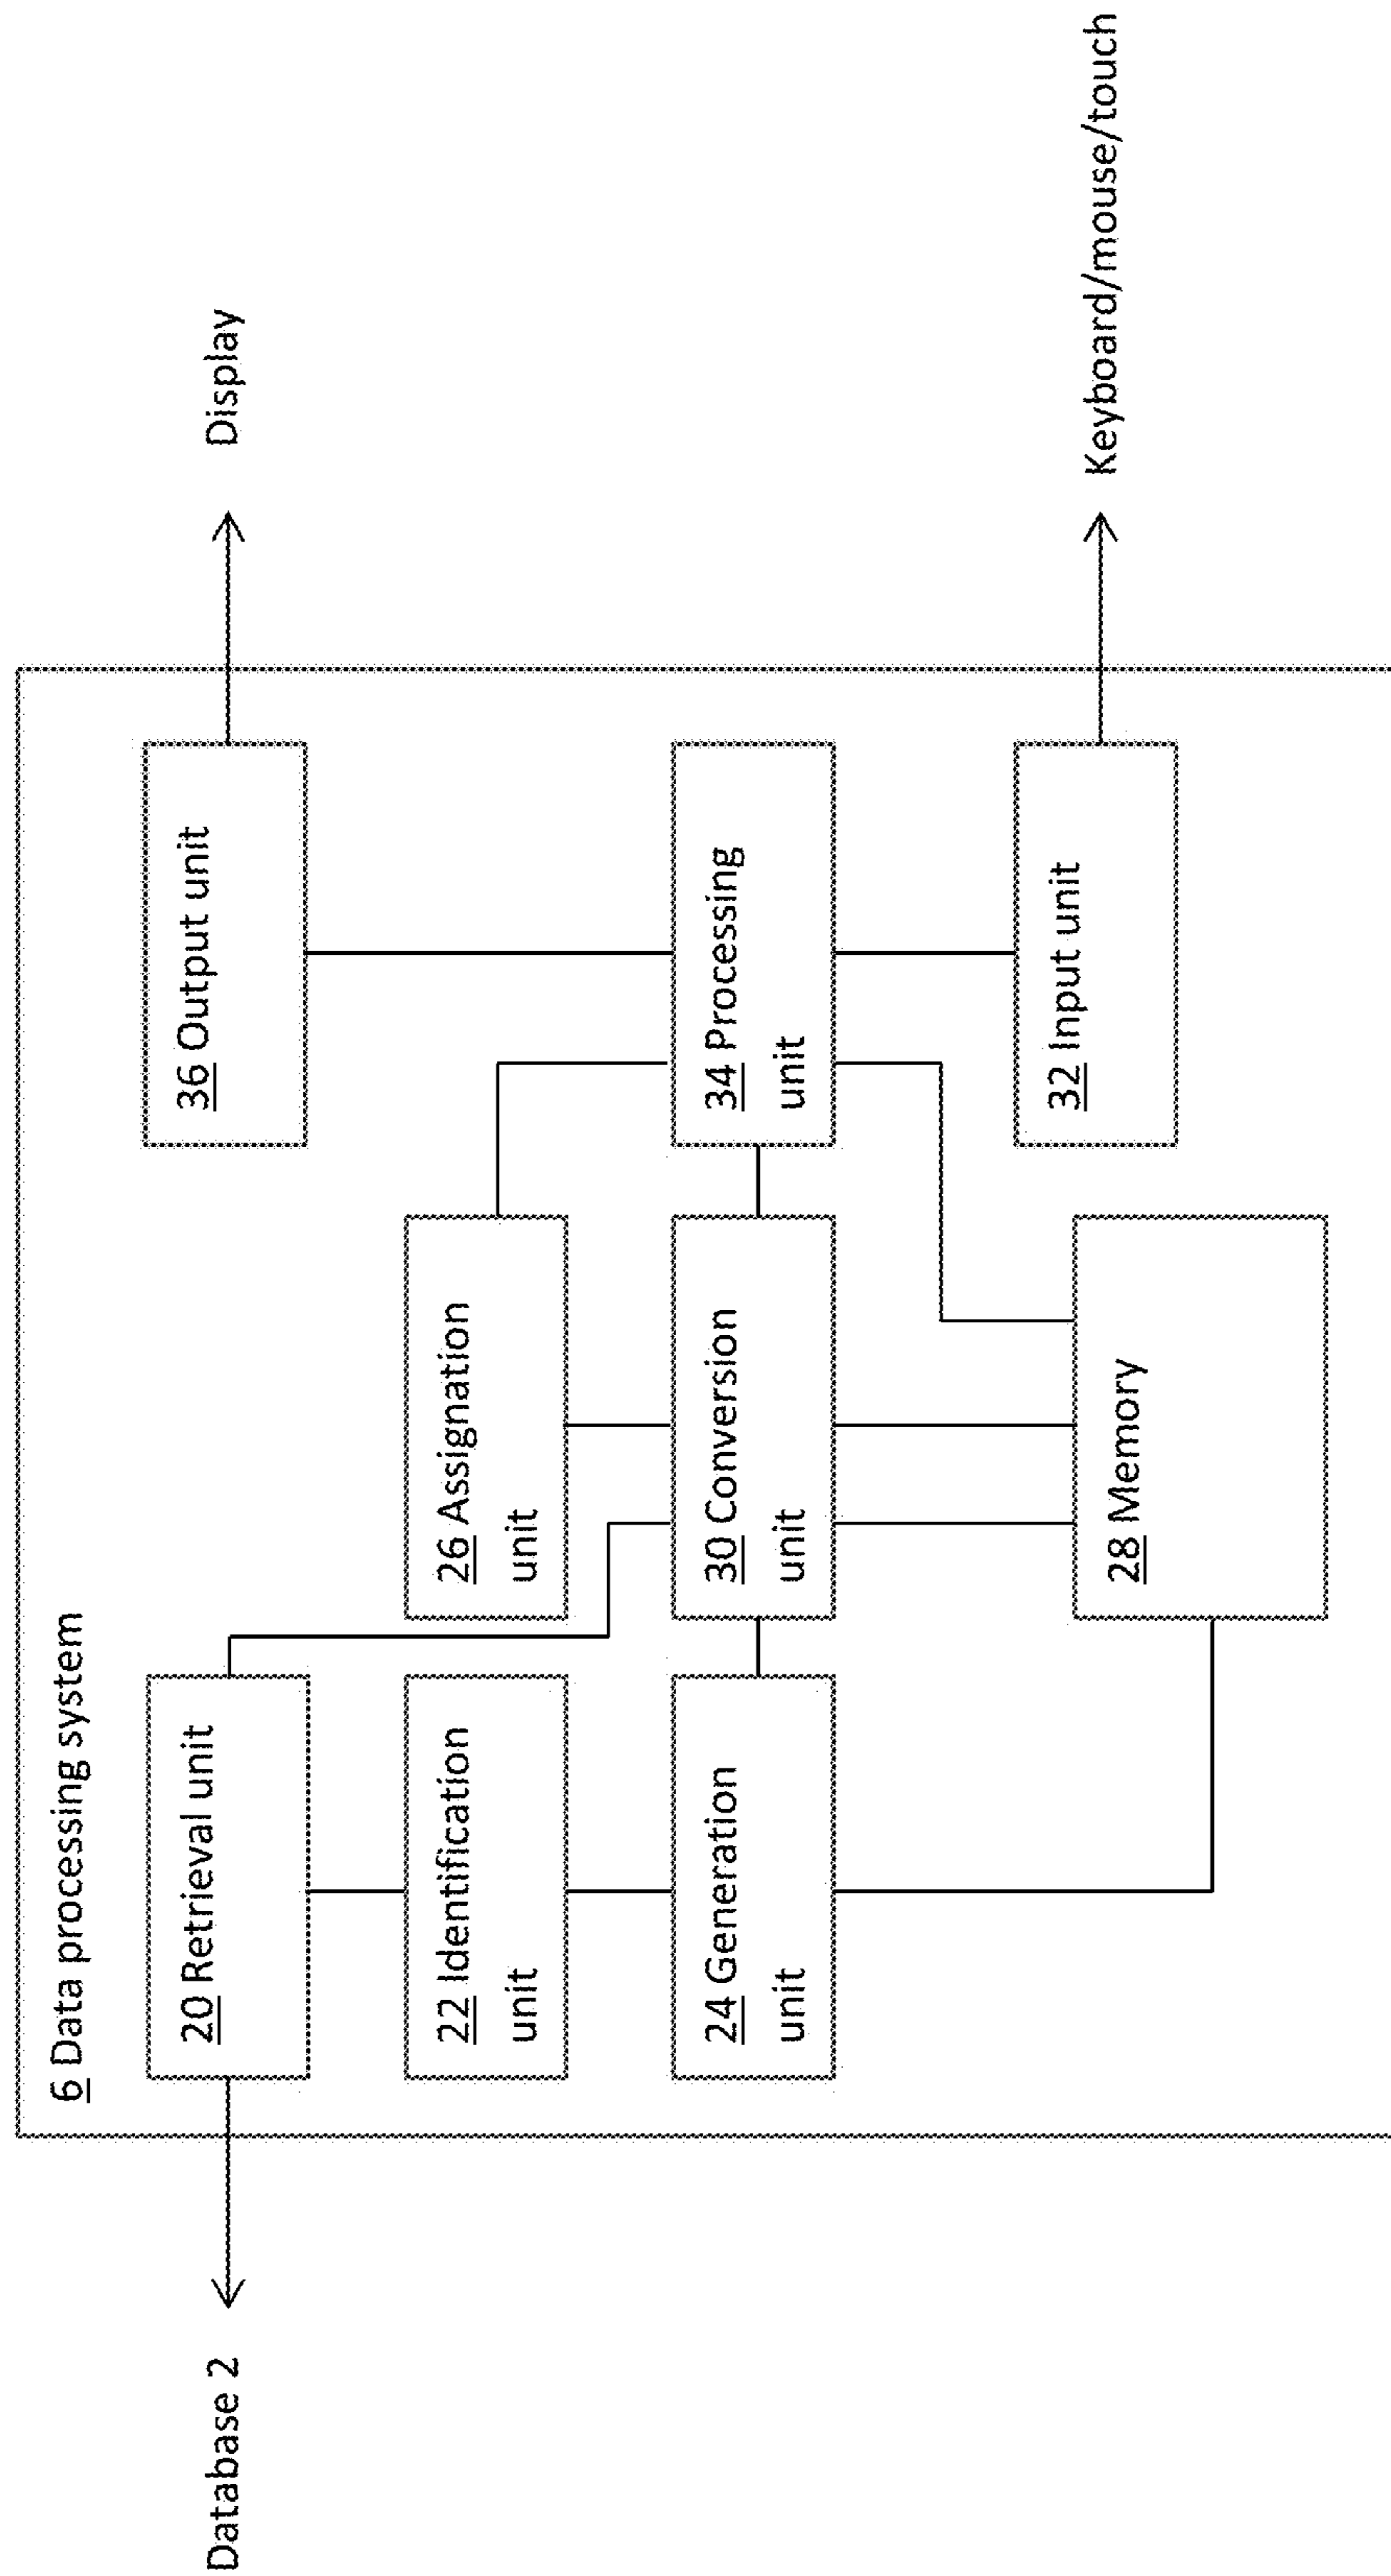 6 Data processing system
Database 2
20 Retrieval unit
36 Output unit
Display
22 Identification
unit
26 Assignation
unit
24 Generation
unit
30 Conversion
unit
34 Processing
unit
28 Memory
32 Input unit
Keyboard/mouse/touch